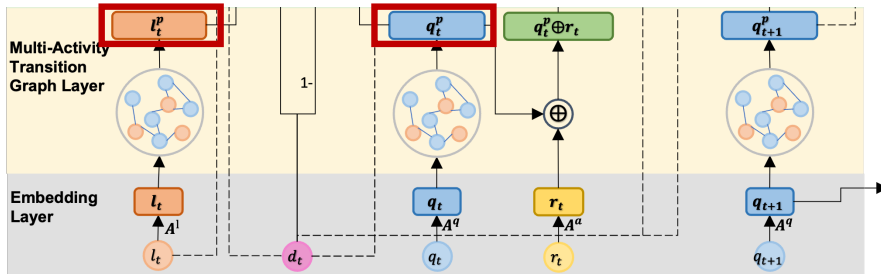 l_t^p
q_t^p
q_t^p⊕r_t
q_{t+1}^p
Multi-Activity
Transition
Graph Layer
1-
⊕
Embedding
Layer
l_t
q_t
r_t
q_{t+1}
A^l
A^q
A^a
A^q
l_t
d_t
q_t
r_t
q_{t+1}